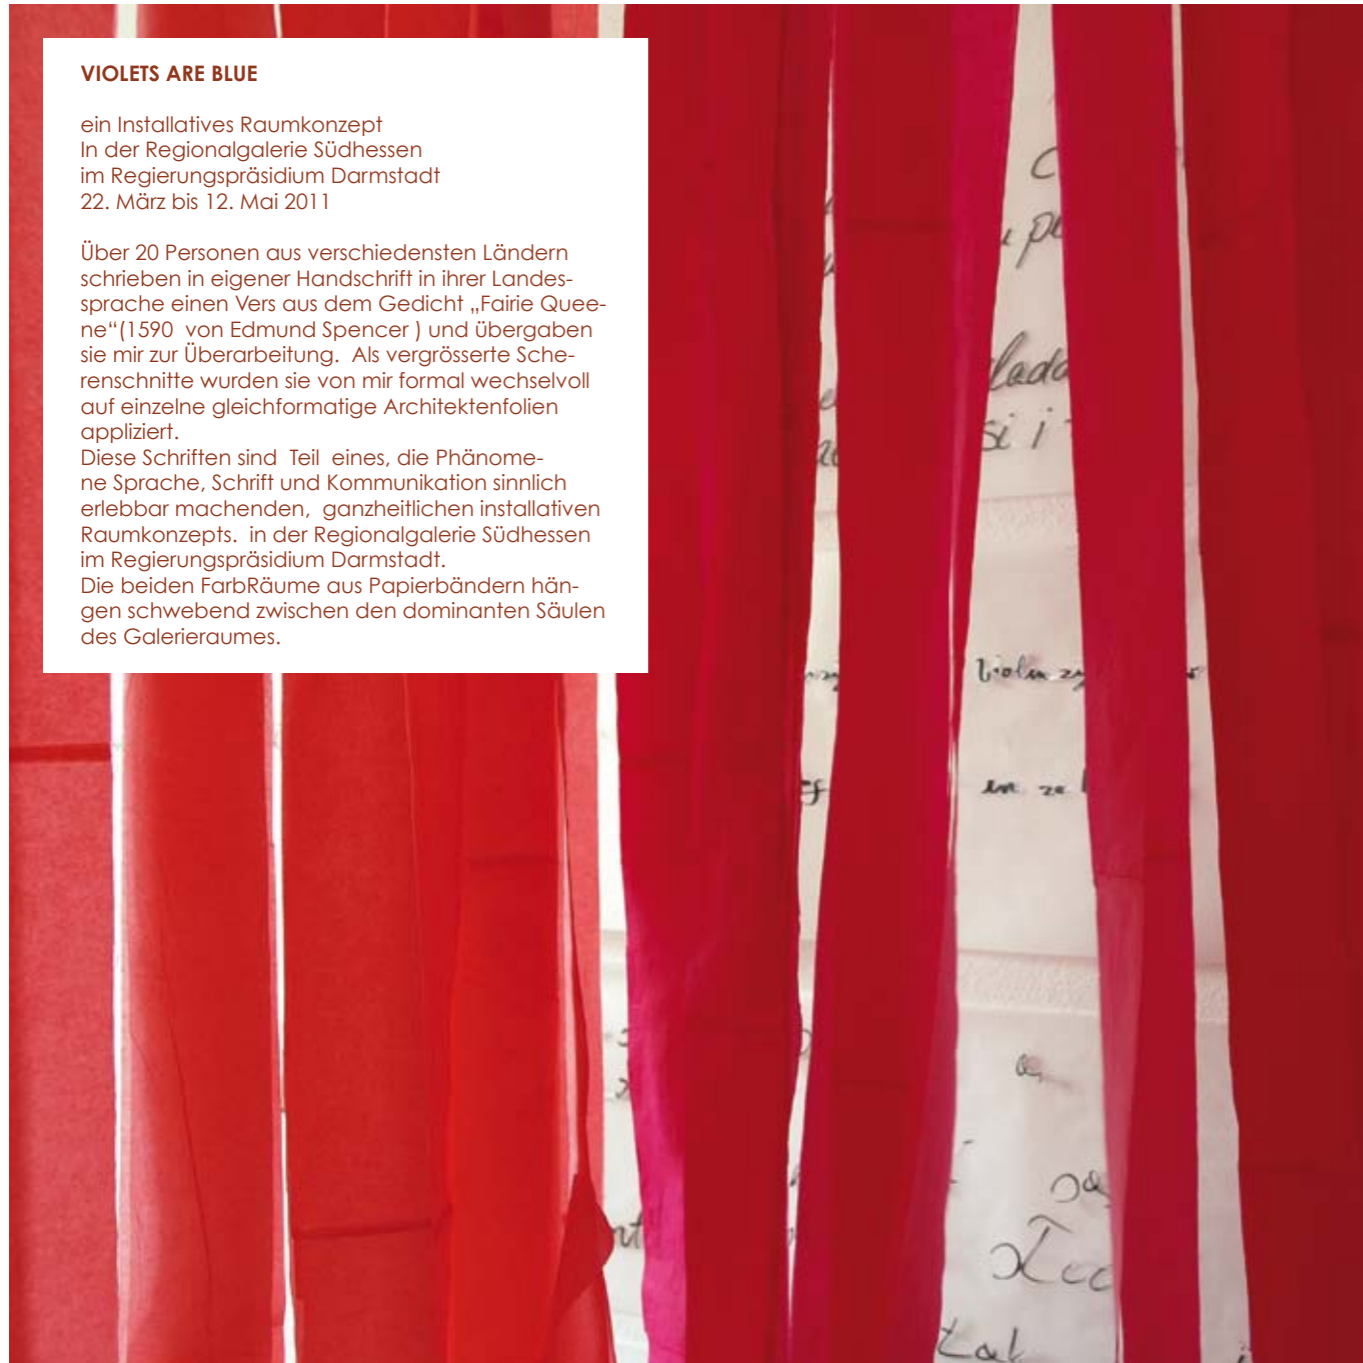 VIOLETS ARE BLUE
ein Installatives Raumkonzept
In der Regionalgalerie Südhessen
im Regierungspräsidium Darmstadt
22. März bis 12. Mai 2011
Über 20 Personen aus verschiedensten Ländern
schrieben in eigener Handschrift in ihrer Landes-
sprache einen Vers aus dem Gedicht „Fairie Quee-
ne“(1590  von Edmund Spencer ) und übergaben
sie mir zur Überarbeitung.  Als vergrösserte Sche-
renschnitte wurden sie von mir formal wechselvoll
auf einzelne gleichformatige Architektenfolien
appliziert.
Diese Schriften sind  Teil  eines, die Phänome-
ne Sprache, Schrift und Kommunikation sinnlich
erlebbar machenden,  ganzheitlichen installativen
Raumkonzepts.  in der Regionalgalerie Südhessen
im Regierungspräsidium Darmstadt.
Die beiden FarbRäume aus Papierbändern hän-
gen schwebend zwischen den dominanten Säulen
des Galerieraumes.
si i